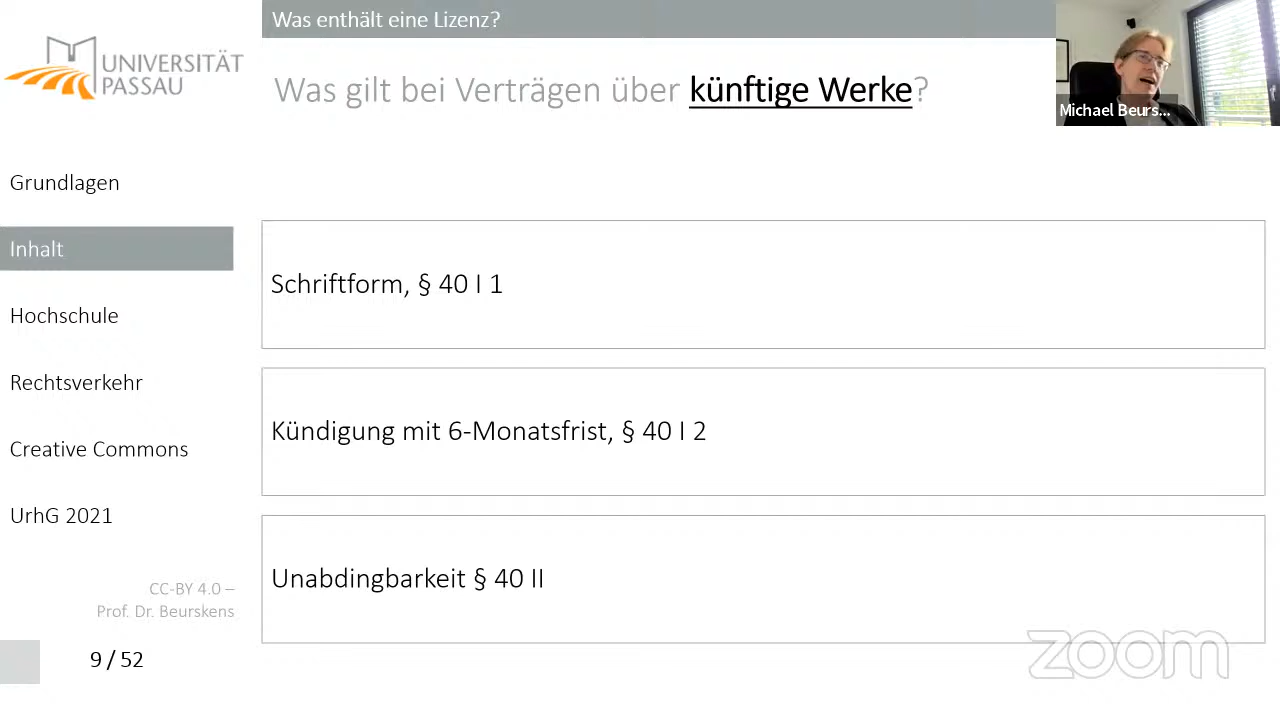 Was enthält eine Lizenz?
UNIVERSITÄT
PASSAU
Was gilt bei Verträgen über künftige Werke?
Michael Beurs...
Grundlagen
Inhalt
Hochschule
Rechtsverkehr
Creative Commons
UrhG 2021
Schriftform, § 40 I 1
Kündigung mit 6-Monatsfrist, § 40 I 2
Unabdingbarkeit § 40 II
CC-BY 4.0 –
Prof. Dr. Beurskens
9 / 52
zoom